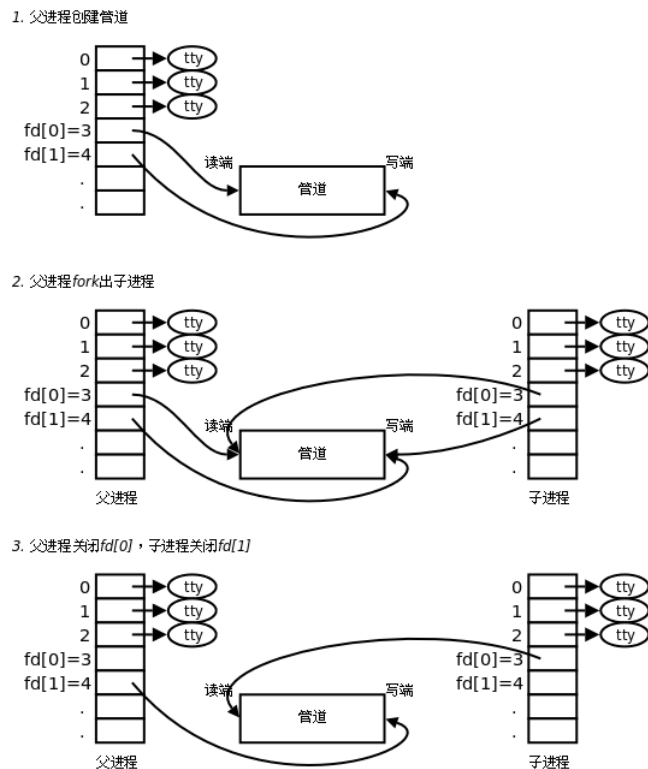 1. 父进程创建管道
0 tty
1 tty
2 tty
fd[0]=3
fd[1]=4 读端 写端
. 管道
.
2. 父进程fork出子进程
0 tty 0 tty
1 tty 1 tty
2 tty 2 tty
fd[0]=3 fd[0]=3
fd[1]=4 读端 写端 fd[1]=4
. 管道 .
. .
父进程 子进程
3. 父进程关闭fd[0]，子进程关闭fd[1]
0 tty 0 tty
1 tty 1 tty
2 tty 2 tty
fd[0]=3 fd[0]=3
fd[1]=4 读端 写端 fd[1]=4
. 管道 .
. .
父进程 子进程